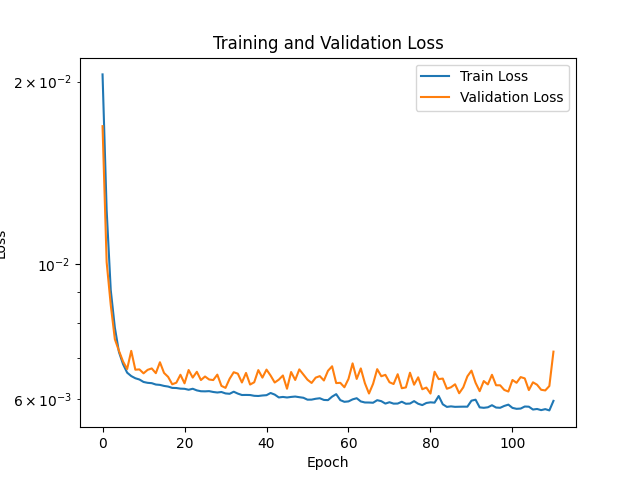 Training and Validation Loss
Train Loss
Validation Loss
2 × 10⁻²
10⁻²
6 × 10⁻³
Loss
0 20 40 60 80 100
Epoch